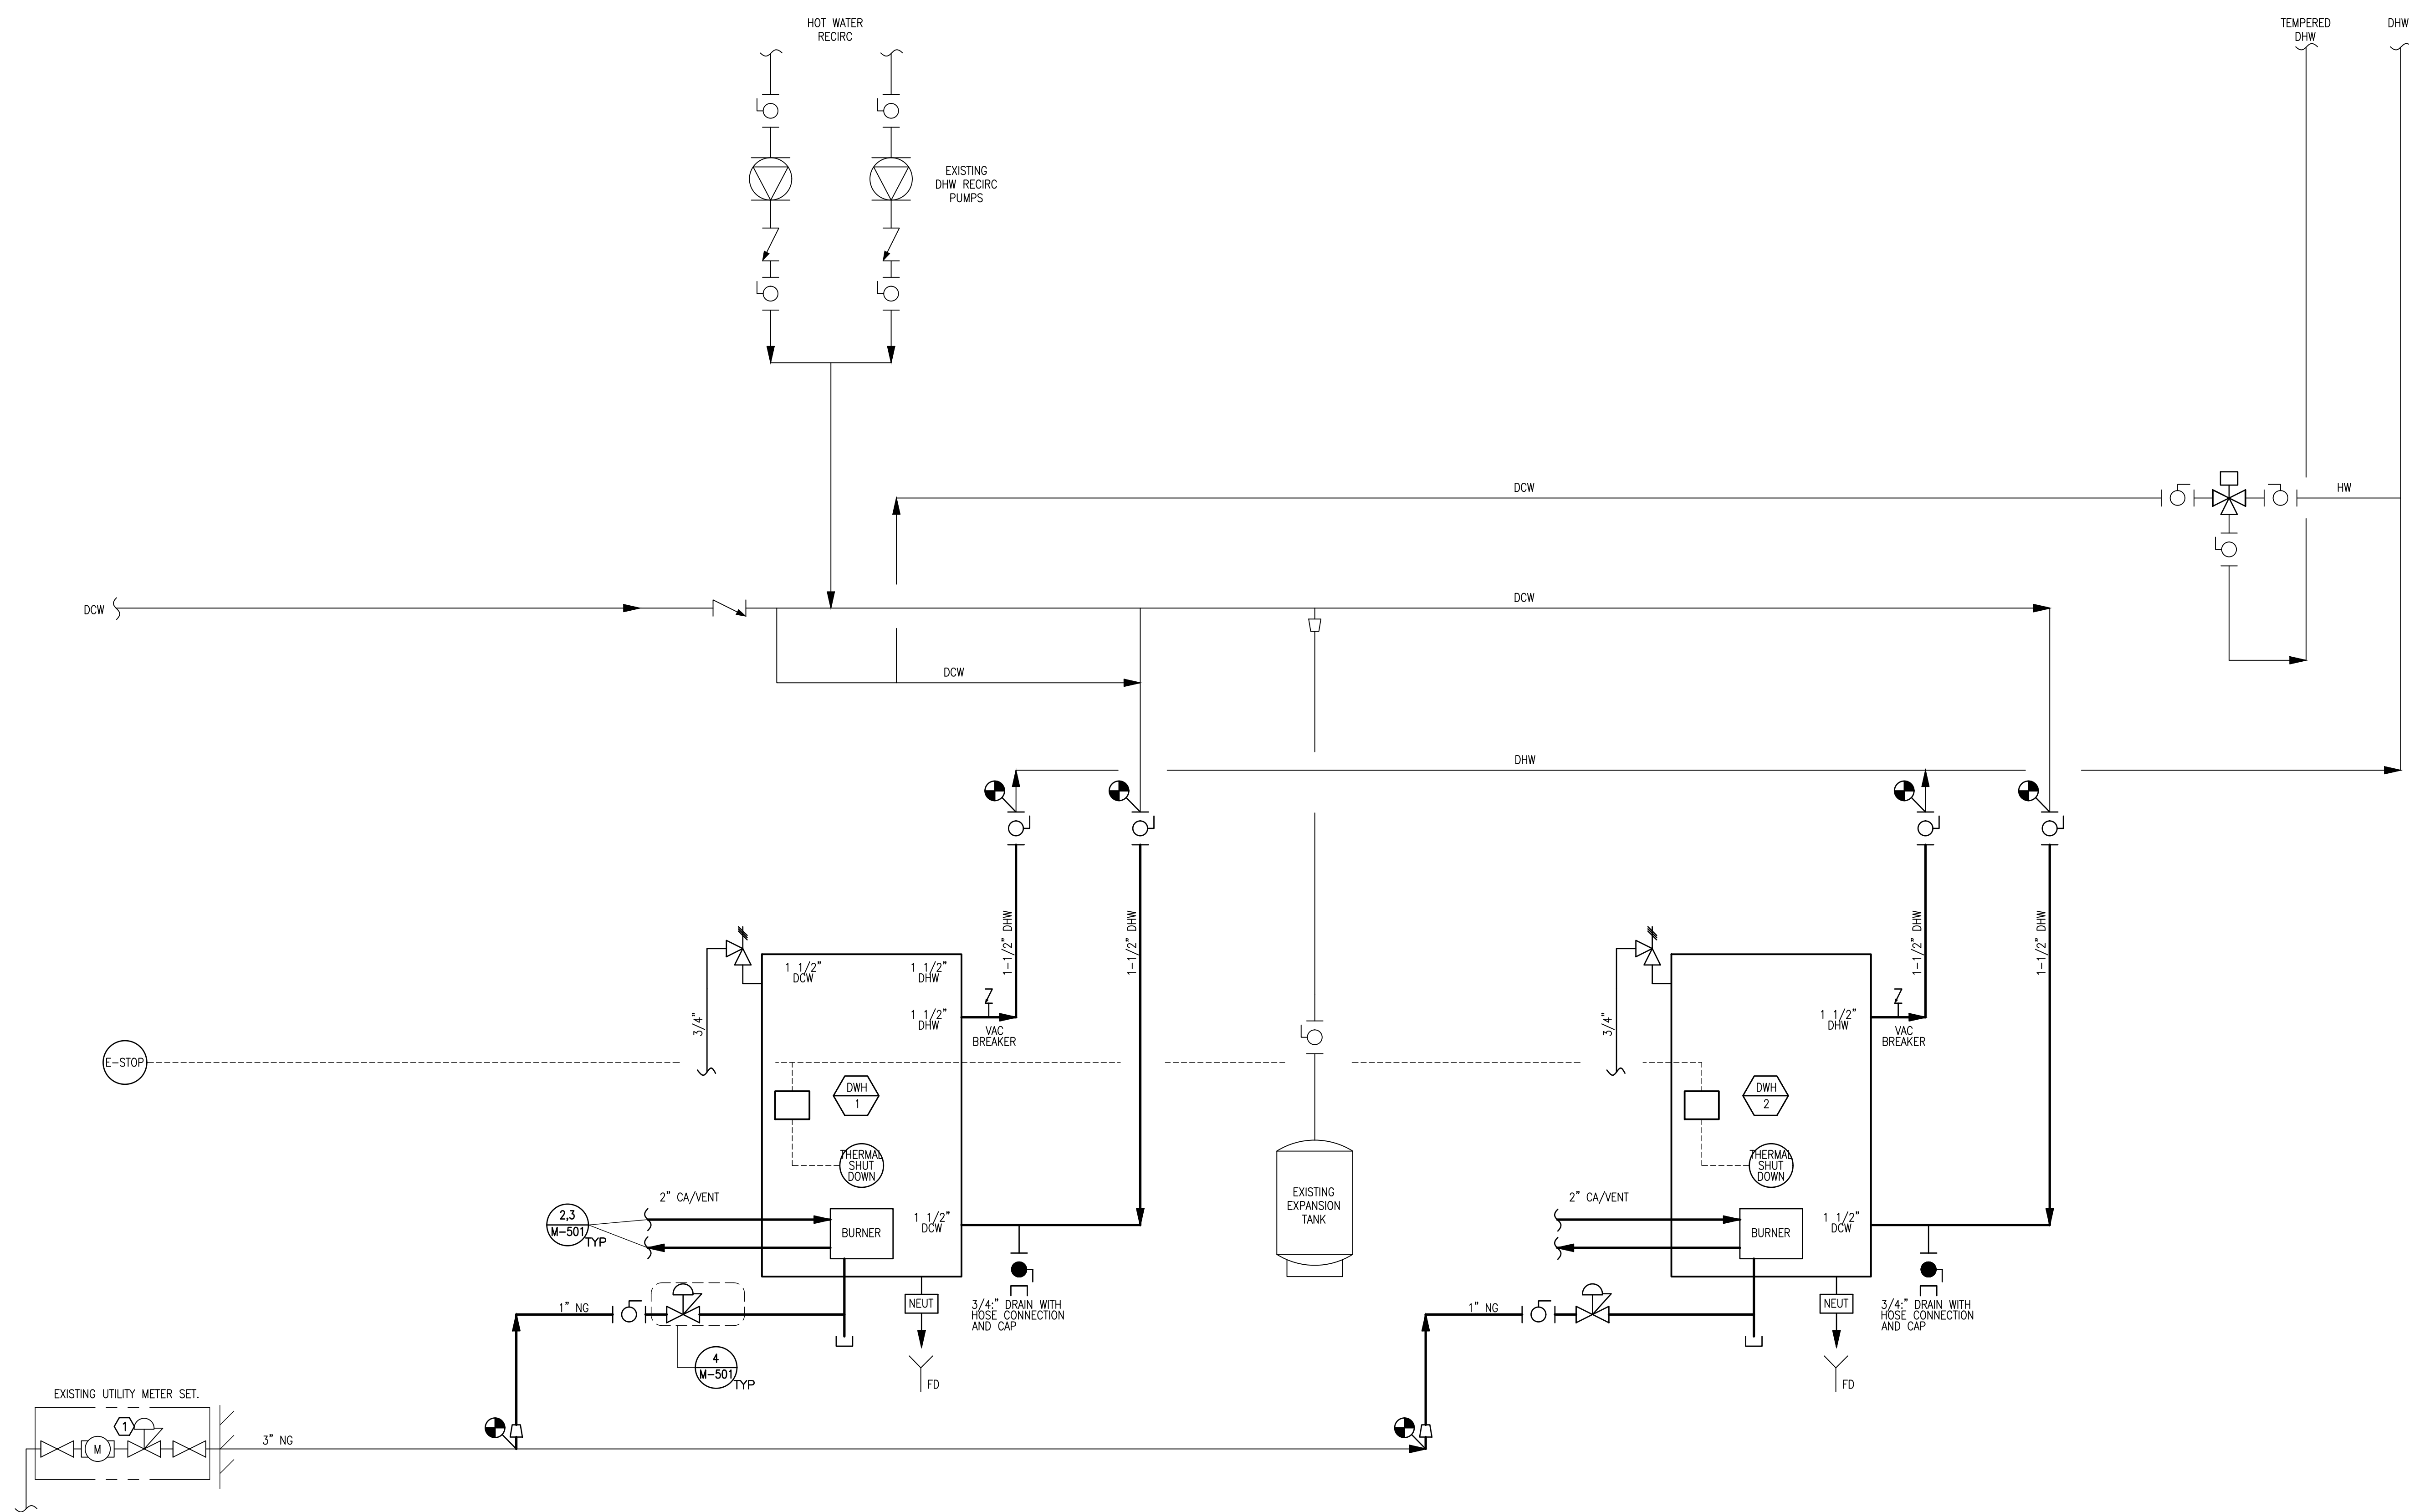 HOT WATER
RECIRC
TEMPERED
DHW
DHW
EXISTING
DHW RECIRC
PUMPS
DCW
HW
DCW
DCW
DCW
DHW
1-1/2" DHW
1-1/2" DHW
1-1/2" DHW
1-1/2" DHW
1 1/2"
DCW
1 1/2"
DHW
1 1/2"
DHW
VAC
BREAKER
3/4"
E-STOP
DWH
1
THERMAL
SHUT
DOWN
2" CA/VENT
2,3
M-501
TYP
BURNER
1 1/2"
DCW
1" NG
4
M-501
TYP
NEUT
FD
3/4:" DRAIN WITH
HOSE CONNECTION
AND CAP
EXISTING
EXPANSION
TANK
3/4"
1 1/2"
DHW
VAC
BREAKER
DWH
2
THERMAL
SHUT
DOWN
2" CA/VENT
BURNER
1 1/2"
DCW
1" NG
NEUT
FD
3/4:" DRAIN WITH
HOSE CONNECTION
AND CAP
EXISTING UTILITY METER SET.
1
M
3" NG